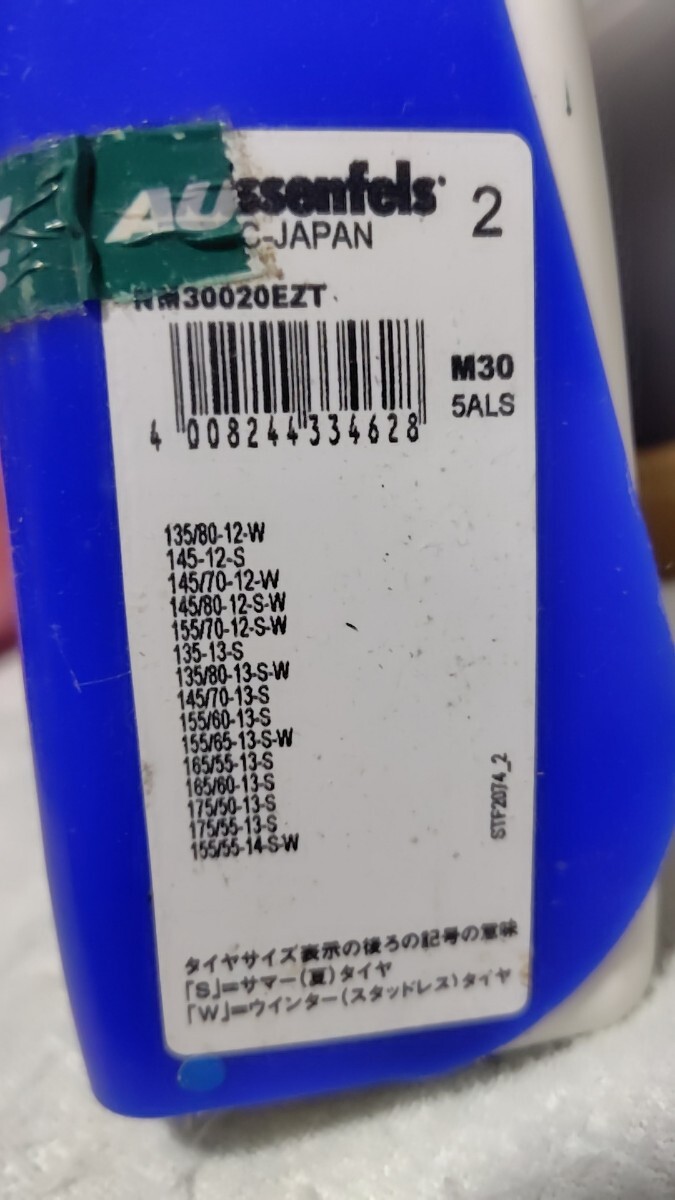 AU
ssenfels
2
C-JAPAN
NM30020EZT
M30
5ALS
4 008244 334628
135/80-12-W
145-12-S
145/70-12-W
145/80-12-S-W
155/70-12-S-W
135-13-S
135/80-13-S-W
145/70-13-S
155/60-13-S
155/65-13-S-W
165/55-13-S
165/60-13-S
175/50-13-S
175/55-13-S
155/55-14-S-W
STF2074_2
タイヤサイズ表示の後ろの記号の意味
「S」=サマー(夏)タイヤ
「W」=ウインター(スタッドレス)タイヤ